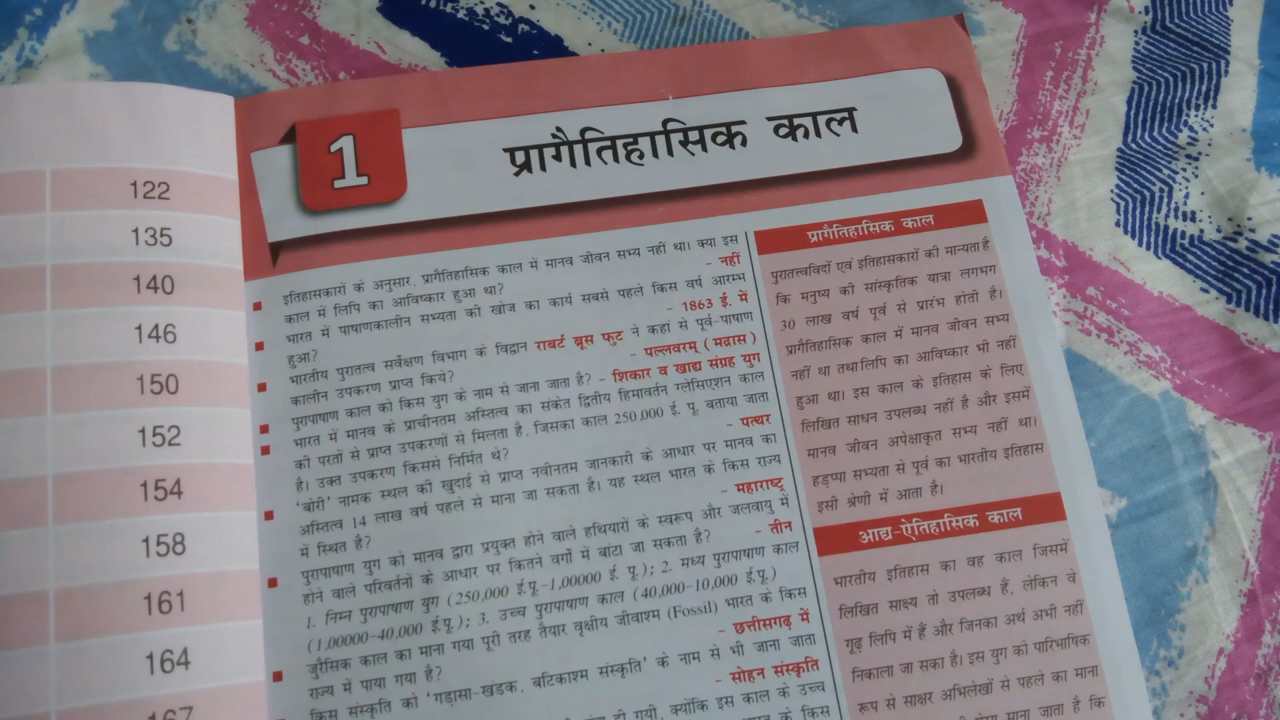 122
135
140
146
150
152
154
158
161
164
167
1
प्रागैतिहासिक काल
इतिहासकारों के अनुसार, प्रागैतिहासिक काल में मानव जीवन सभ्य नहीं था। क्या इस
काल में लिपि का आविष्कार हुआ था? – नहीं
भारत में पाषाणकालीन सभ्यता की खोज का कार्य सबसे पहले किस वर्ष आरम्भ
हुआ? – 1863 ई. में
भारतीय पुरातत्व सर्वेक्षण विभाग के विद्वान राबर्ट ब्रूस फुट ने कहां से पूर्व-पाषाण
कालीन उपकरण प्राप्त किये? – पल्लवरम् (मद्रास)
पुरापाषाण काल को किस युग के नाम से जाना जाता है? – शिकार व खाद्य संग्रह युग
भारत में मानव के प्राचीनतम अस्तित्व का संकेत द्वितीय हिमावर्तन ग्लेसिएशन काल
की परतों से प्राप्त उपकरणों से मिलता है, जिसका काल 250,000 ई. पू. बताया जाता
है। उक्त उपकरण किससे निर्मित थे? – पत्थर
'बोरी' नामक स्थल की खुदाई से प्राप्त नवीनतम जानकारी के आधार पर मानव का
अस्तित्व 14 लाख वर्ष पहले से माना जा सकता है। यह स्थल भारत के किस राज्य
में स्थित है? – महाराष्ट्र
पुरापाषाण युग को मानव द्वारा प्रयुक्त होने वाले हथियारों के स्वरूप और जलवायु में
होने वाले परिवर्तनों के आधार पर कितने वर्गों में बांटा जा सकता है? – तीन
1. निम्न पुरापाषाण युग (250,000 ई.पू.–1,00000 ई. पू.); 2. मध्य पुरापाषाण काल
(1,00000–40,000 ई.पू.); 3. उच्च पुरापाषाण काल (40,000–10,000 ई.पू.)
जुरैसिक काल का माना गया पूरी तरह तैयार वृक्षीय जीवाश्म (Fossil) भारत के किस
राज्य में पाया गया है? – छत्तीसगढ़ में
किस संस्कृति को 'गड़ासा-खंडक, बटिकाश्म संस्कृति' के नाम से भी जाना जाता
– सोहन संस्कृति
ही गयी, क्योंकि इस काल के उच्च
के किस
प्रागैतिहासिक काल
पुरातत्वविदों एवं इतिहासकारों की मान्यता है
कि मनुष्य की सांस्कृतिक यात्रा लगभग
30 लाख वर्ष पूर्व से प्रारंभ होती है।
प्रागैतिहासिक काल में मानव जीवन सभ्य
नहीं था तथा लिपि का आविष्कार भी नहीं
हुआ था। इस काल के इतिहास के लिए
लिखित साधन उपलब्ध नहीं है और इसमें
मानव जीवन अपेक्षाकृत सभ्य नहीं था।
हड़प्पा सभ्यता से पूर्व का भारतीय इतिहास
इसी श्रेणी में आता है।
आद्य-ऐतिहासिक काल
भारतीय इतिहास का वह काल जिसमें
लिखित साक्ष्य तो उपलब्ध हैं, लेकिन वे
गूढ़ लिपि में हैं और जिनका अर्थ अभी नहीं
निकाला जा सका है। इस युग को पारिभाषिक
रूप से साक्षर अभिलेखों से पहले का माना
माना जाता है कि